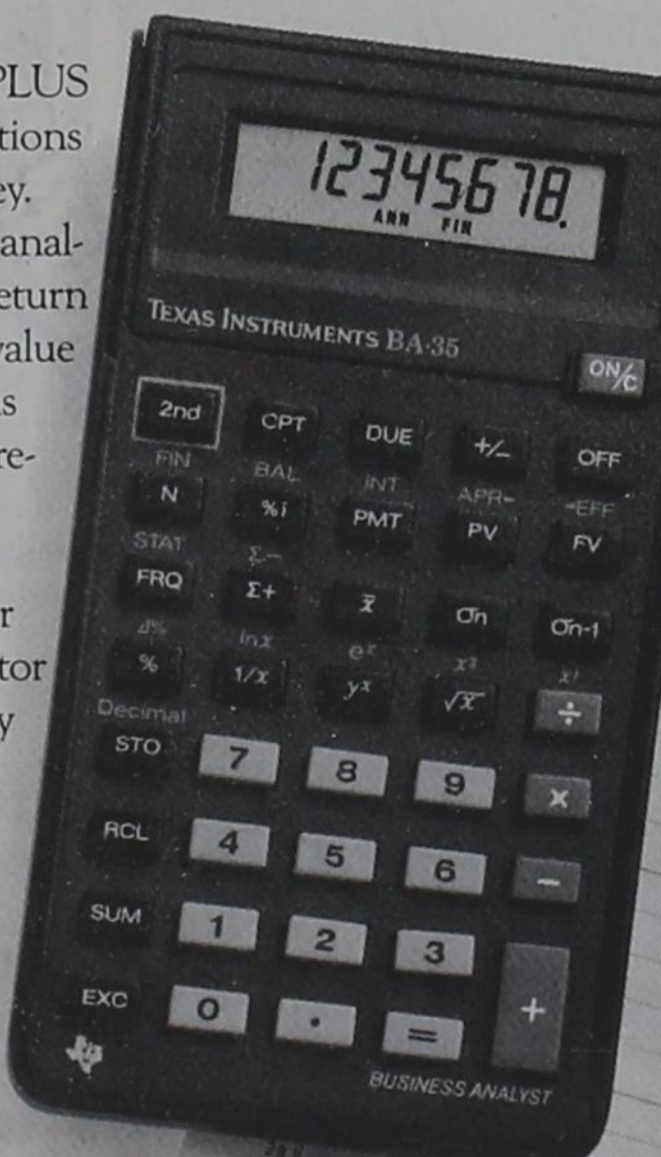 PLUS
tions
ey.
anal-
eturn
value
s
re-
r
tor
y
12345678.
ANN FIN
TEXAS INSTRUMENTS BA-35
ON/C
2nd CPT DUE +/− OFF
FIN BAL INT APR▸ ▸EFF
N %i PMT PV FV
STAT Σ−
FRQ Σ+ x̄ σn σn-1
Δ% lnx eˣ x² x!
% 1/x yˣ √x ÷
Decimal
STO 7 8 9 ×
RCL 4 5 6 −
SUM 1 2 3 +
EXC 0 . =
BUSINESS ANALYST